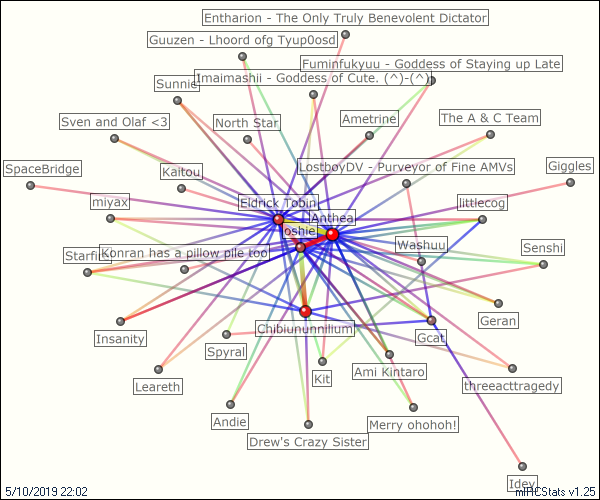 Entharion - The Only Truly Benevolent Dictator
Guuzen - Lhoord ofg Tyup0osd
Fuminfukyuu - Goddess of Staying up Late
Sunnie
Imaimashii - Goddess of Cute. (^)-(^)
Sven and Olaf <3
North Star
Ametrine
The A & C Team
SpaceBridge
Kaitou
LostboyDV - Purveyor of Fine AMVs
Giggles
miyax
Eldrick Tobin
Anthea
littlecog
Joshie
Washuu
Senshi
Konran has a pillow pile too
Geran
Chibiununnilium
Insanity
Spyral
Gcat
Leareth
Kit
Ami Kintaro
threeacttragedy
Andie
Merry ohohoh!
Drew's Crazy Sister
Idey
5/10/2019 22:02
mIRCStats v1.25